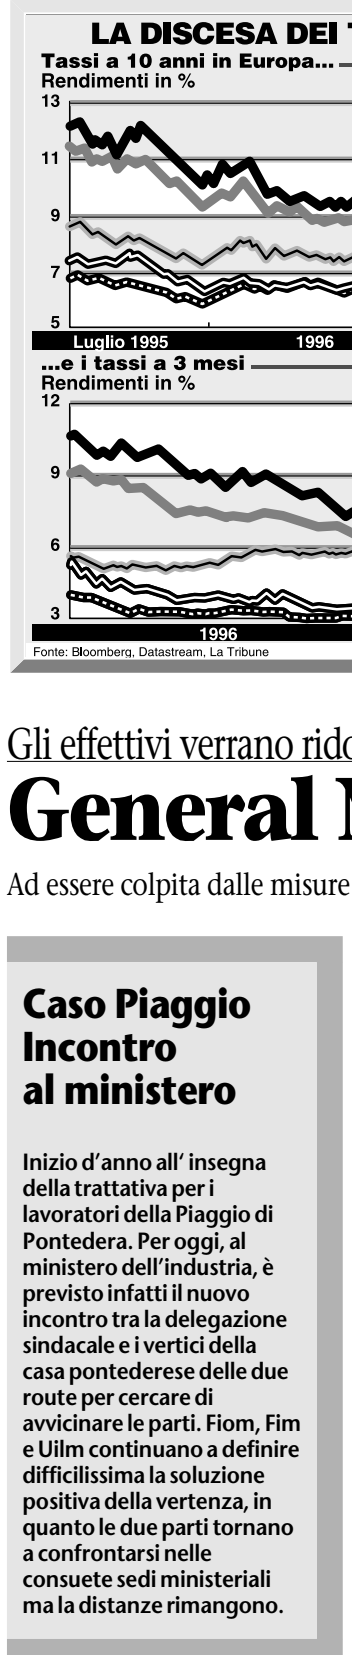 LA DISCESA DEI
Tassi a 10 anni in Europa...
Rendimenti in %
13
11
9
7
5
Luglio 1995 1996
...e i tassi a 3 mesi
Rendimenti in %
12
9
6
3
1996
Fonte: Bloomberg, Datastream, La Tribune
Gli effettivi verrano rido
General
Ad essere colpita dalle misure
Caso Piaggio
Incontro
al ministero
Inizio d'anno all' insegna
della trattativa per i
lavoratori della Piaggio di
Pontedera. Per oggi, al
ministero dell'industria, è
previsto infatti il nuovo
incontro tra la delegazione
sindacale e i vertici della
casa pontederese delle due
route per cercare di
avvicinare le parti. Fiom, Fim
e Uilm continuano a definire
difficilissima la soluzione
positiva della vertenza, in
quanto le due parti tornano
a confrontarsi nelle
consuete sedi ministeriali
ma la distanze rimangono.